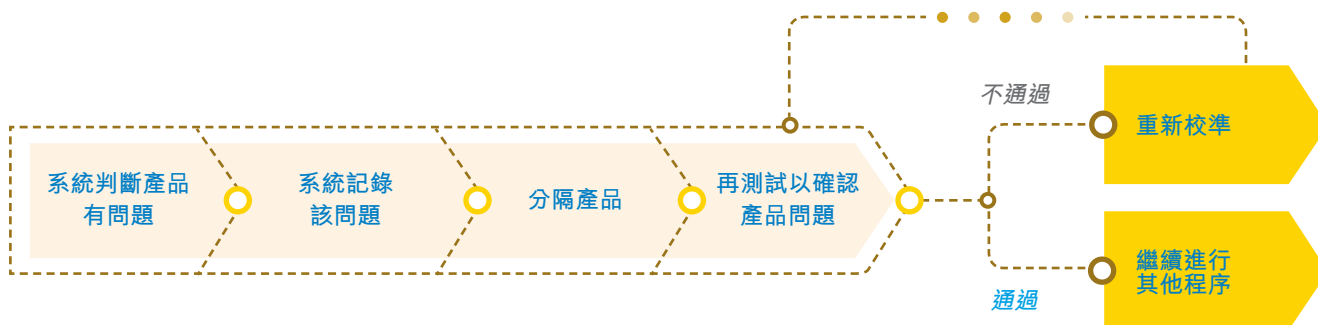 系統判斷產品
有問題
系統記錄
該問題
分隔產品
再測試以確認
產品問題
不通過
重新校準
通過
繼續進行
其他程序